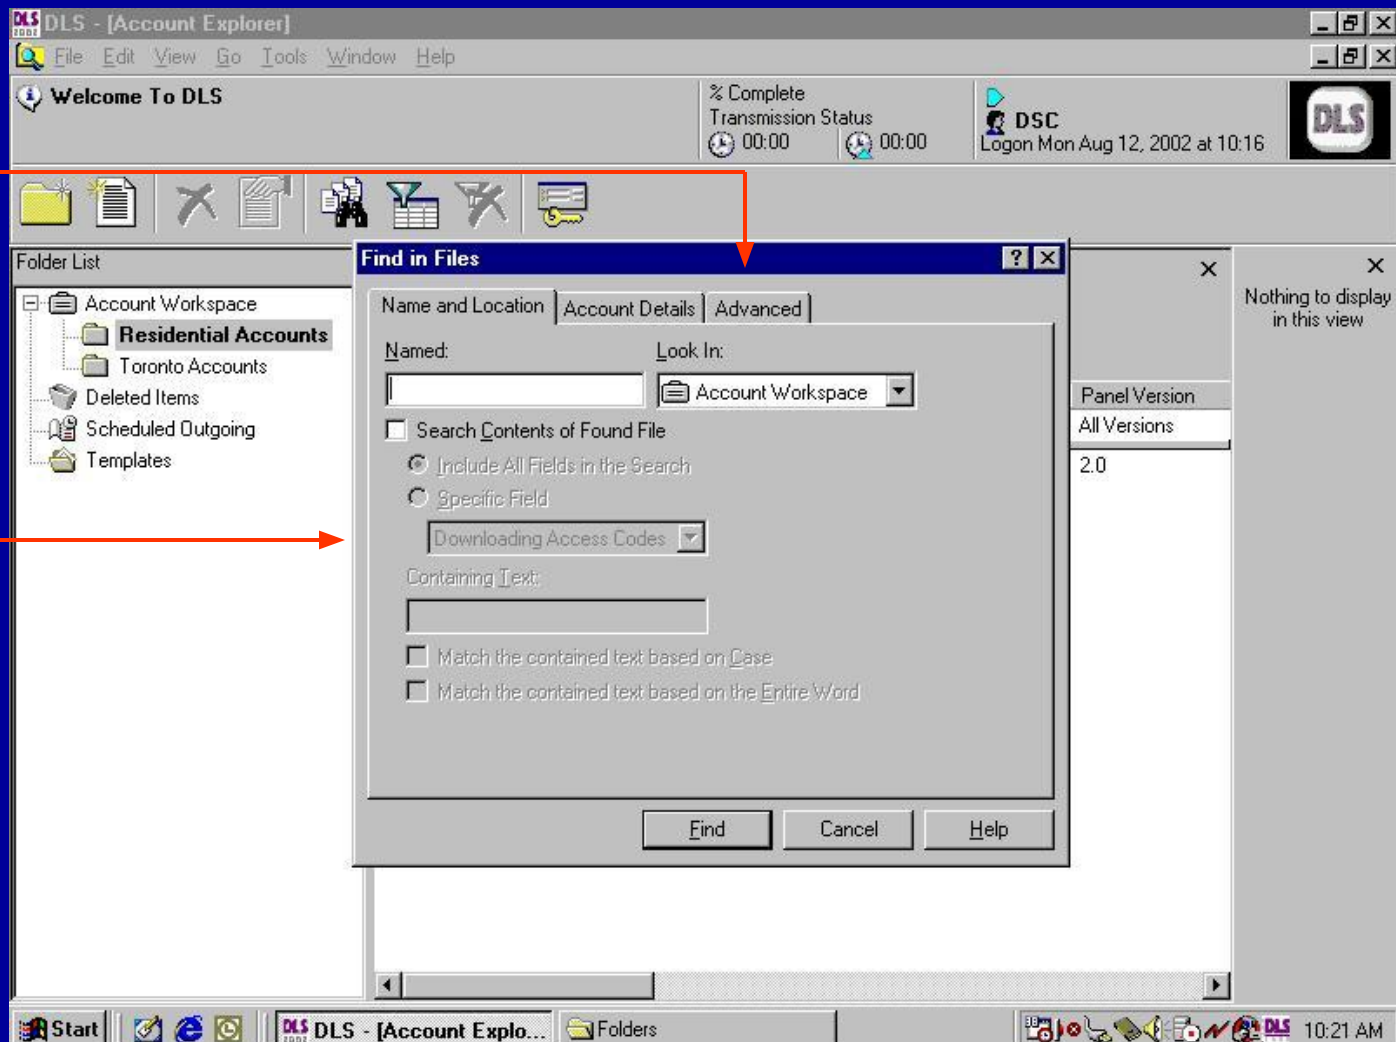 DLS - [Account Explorer]
File Edit View Go Tools Window Help
Welcome To DLS
% Complete
Transmission Status
00:00 00:00
DSC
Logon Mon Aug 12, 2002 at 10:16
DLS
Folder List
Account Workspace
Residential Accounts
Toronto Accounts
Deleted Items
Scheduled Outgoing
Templates
Find in Files
Name and Location Account Details Advanced
Named: Look In:
Account Workspace
Search Contents of Found File
Include All Fields in the Search
Specific Field
Downloading Access Codes
Containing Text:
Match the contained text based on Case
Match the contained text based on the Entire Word
Find Cancel Help
Panel Version
All Versions
2.0
Nothing to display
in this view
Start DLS - [Account Explo... Folders DLS 10:21 AM